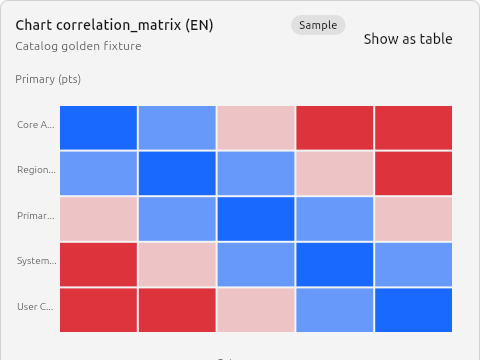 Chart correlation_matrix (EN)
Sample
Show as table
Catalog golden fixture
Primary (pts)
Core A...
Region...
Primar...
System...
User C...